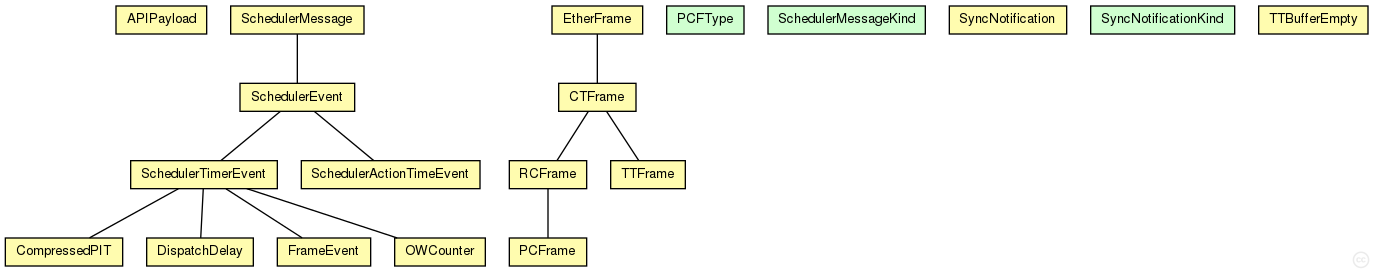 APIPayload
SchedulerMessage
EtherFrame
PCFType
SchedulerMessageKind
SyncNotification
SyncNotificationKind
TTBufferEmpty
SchedulerEvent
CTFrame
SchedulerTimerEvent
SchedulerActionTimeEvent
RCFrame
TTFrame
CompressedPIT
DispatchDelay
FrameEvent
OWCounter
PCFrame
cc